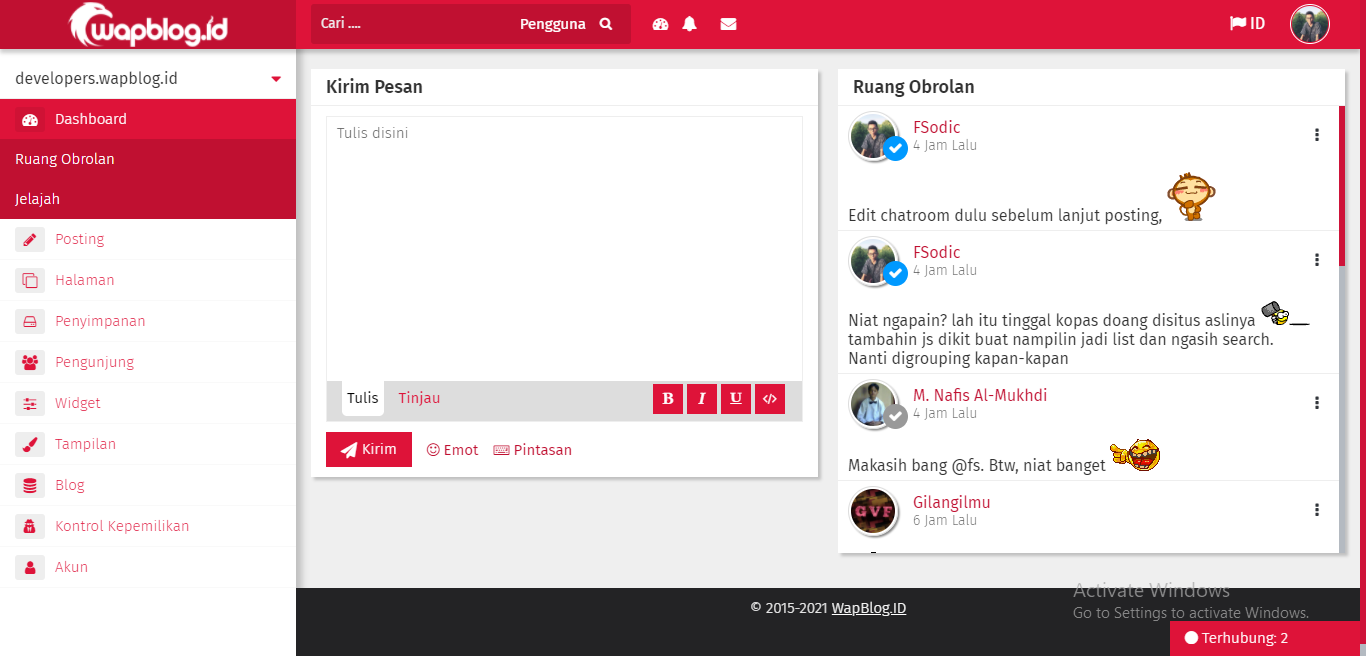 wapblog.id
Cari ....
Pengguna
ID
developers.wapblog.id
Dashboard
Ruang Obrolan
Jelajah
Posting
Halaman
Penyimpanan
Pengunjung
Widget
Tampilan
Blog
Kontrol Kepemilikan
Akun
Kirim Pesan
Tulis disini
Tulis
Tinjau
B
I
U
</>
Kirim
Emot
Pintasan
Ruang Obrolan
FSodic
4 Jam Lalu
Edit chatroom dulu sebelum lanjut posting,
FSodic
4 Jam Lalu
Niat ngapain? lah itu tinggal kopas doang disitus aslinya
tambahin js dikit buat nampilin jadi list dan ngasih search.
Nanti digrouping kapan-kapan
M. Nafis Al-Mukhdi
4 Jam Lalu
Makasih bang @fs. Btw, niat banget
GVF
Gilangilmu
6 Jam Lalu
© 2015-2021 WapBlog.ID
Activate Windows
Go to Settings to activate Windows.
Terhubung: 2